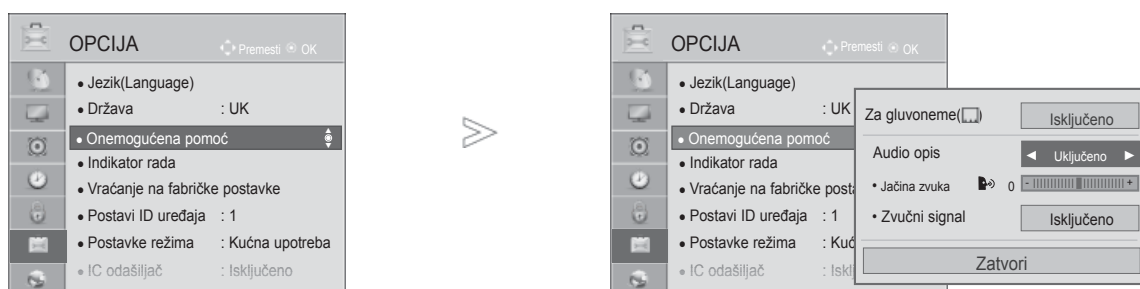 OPCIJA Premesti OK
• Jezik(Language)
• Država : UK
• Onemogućena pomoć
• Indikator rada
• Vraćanje na fabričke postavke
• Postavi ID uređaja : 1
• Postavke režima : Kućna upotreba
• IC odašiljač : Isključeno
OPCIJA Premesti OK
• Jezik(Language)
• Država : UK
• Onemogućena pomoć
• Indikator rada
• Vraćanje na fabričke posta
• Postavi ID uređaja : 1
• Postavke režima : Kuć
• IC odašiljač : Isklj
Za gluvoneme( ) Isključeno
Audio opis ◄ Uključeno ►
• Jačina zvuka 0 - +
• Zvučni signal Isključeno
Zatvori